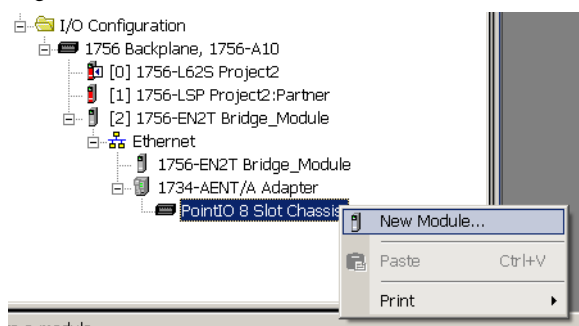 I/O Configuration
1756 Backplane, 1756-A10
[0] 1756-L62S Project2
[1] 1756-LSP Project2:Partner
[2] 1756-EN2T Bridge_Module
Ethernet
1756-EN2T Bridge_Module
1734-AENT/A Adapter
PointIO 8 Slot Chassis
New Module...
Paste Ctrl+V
Print